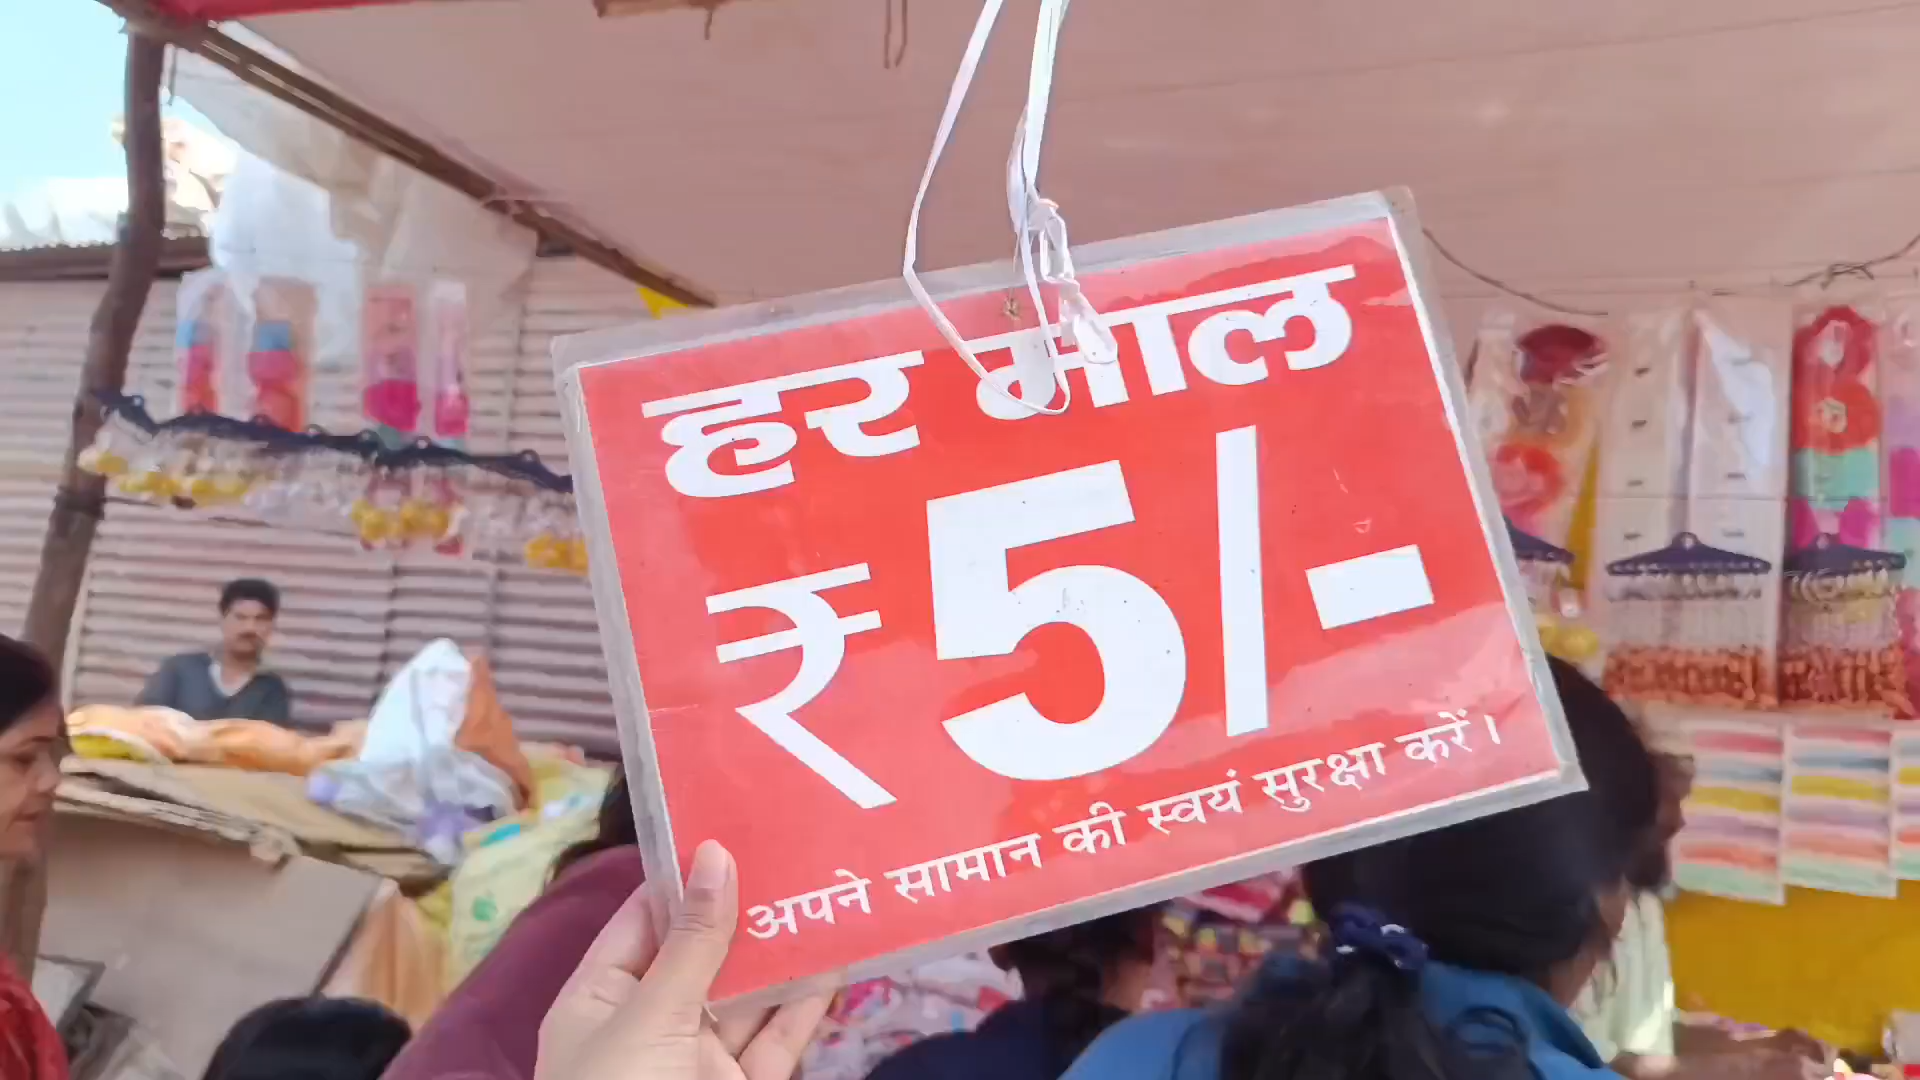 हर माल
₹5/-
अपने सामान की स्वयं सुरक्षा करें।